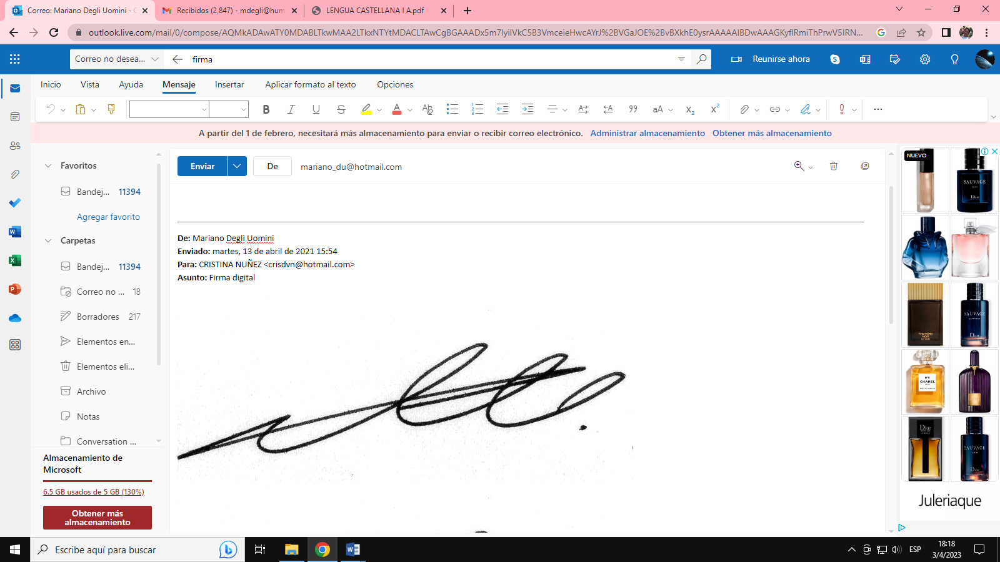 Correo: Mariano Degli Uomini - C
Recibidos (2,847) - mdegli@hum
LENGUA CASTELLANA I A.pdf
outlook.live.com/mail/0/compose/
Correo no desea...
firma
Reunirse ahora
Inicio
Vista
Ayuda
Mensaje
Insertar
Aplicar formato al texto
Opciones
A partir del 1 de febrero, necesitará más almacenamiento para enviar o recibir correo electrónico. Administrar almacenamiento Obtener más almacenamiento
Favoritos
Bandej... 11394
Agregar favorito
Carpetas
Bandej... 11394
Correo no ... 18
Borradores 217
Elementos en...
Elementos eli...
Archivo
Notas
Conversation ...
Almacenamiento de
Microsoft
6.5 GB usados de 5 GB (130%)
Obtener más
almacenamiento
Enviar
De
mariano_du@hotmail.com
De: Mariano Degli Uomini
Enviado: martes, 13 de abril de 2021 15:54
Para: CRISTINA NUÑEZ <crisdvn@hotmail.com>
Asunto: Firma digital
NUEVO
SAUVAGE
Dior
SAUVAGE
Dior
TOM FORD
NOIR
N°5
CHANEL
Dior
SAUVAGE
Dior
Juleriaque
Escribe aquí para buscar
ESP
18:18
3/4/2023